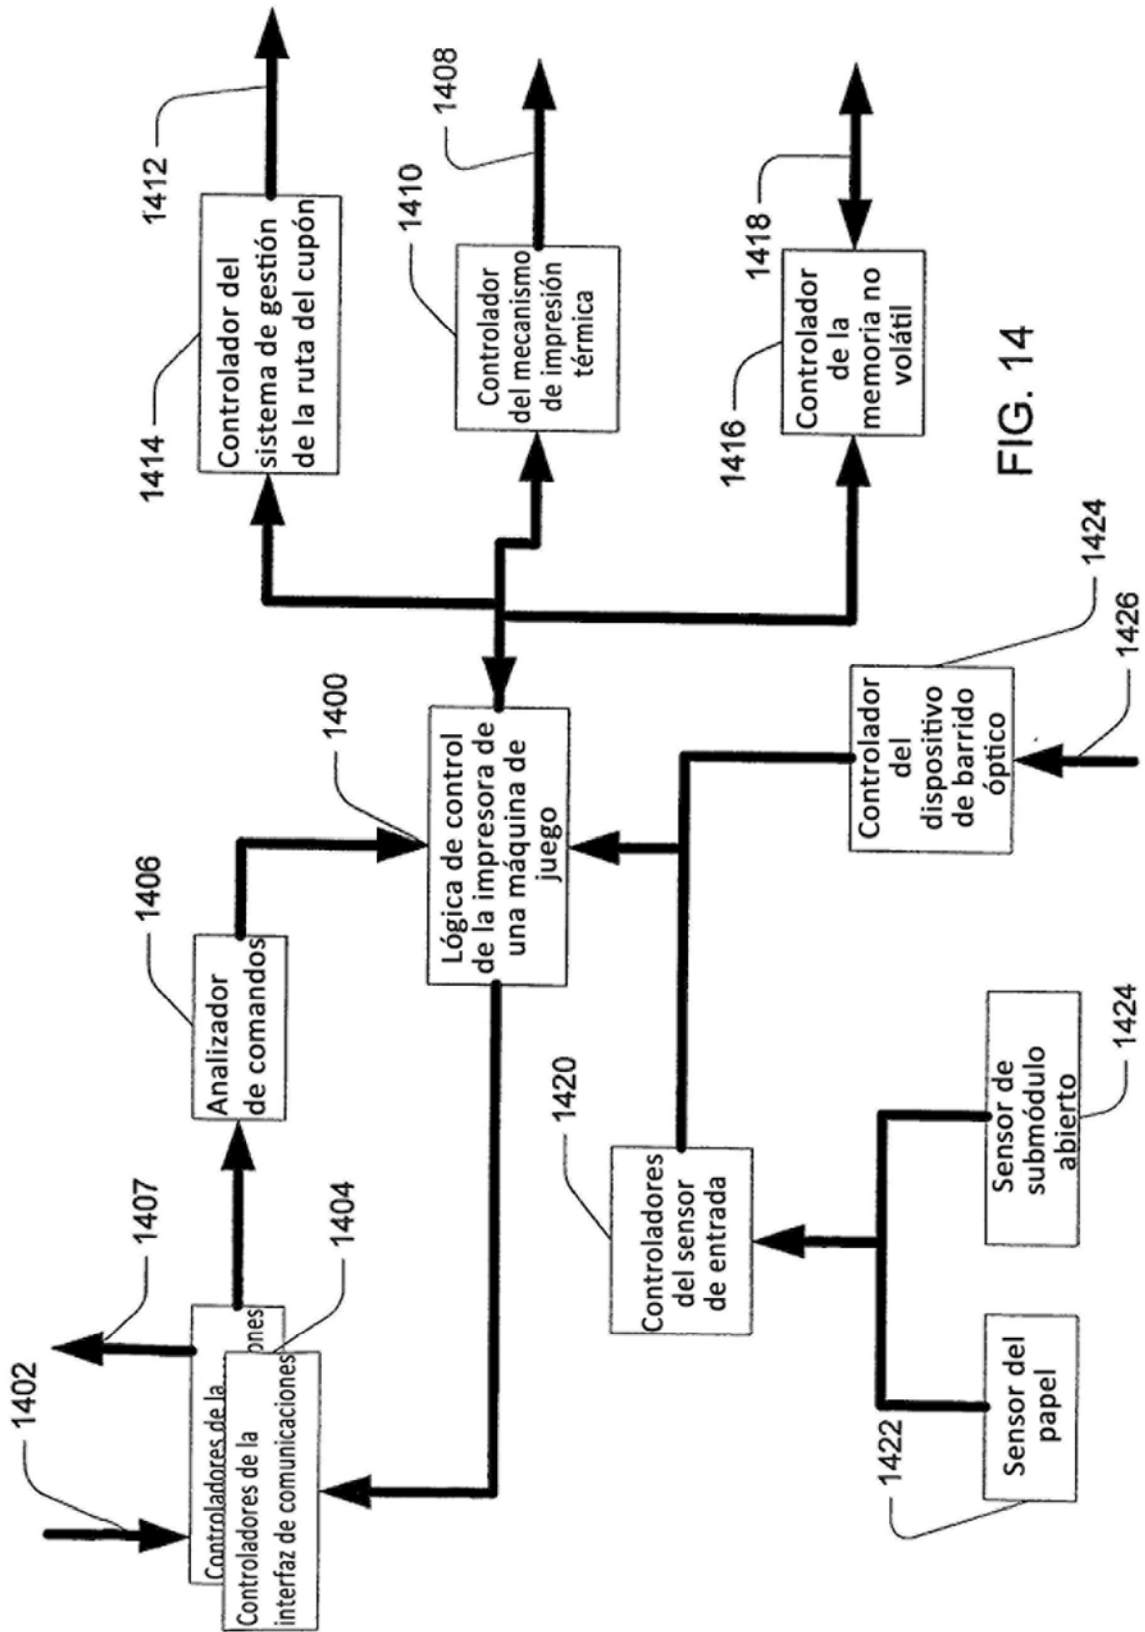 1402
1407
Controladores de la
ones
Controladores de la
interfaz de comunicaciones
1404
Analizador
de comandos
1406
1400
Lógica de control
de la impresora de
una máquina de
juego
1414
Controlador del
sistema de gestión
de la ruta del cupón
1412
1410
Controlador
del mecanismo
de impresión
térmica
1408
1416
Controlador
de la
memoria no
volátil
1418
1420
Controladores
del sensor
de entrada
1422
Sensor del
papel
Sensor de
submódulo
abierto
1424
Controlador
del
dispositivo
de barrido
óptico
1424
1426
FIG. 14